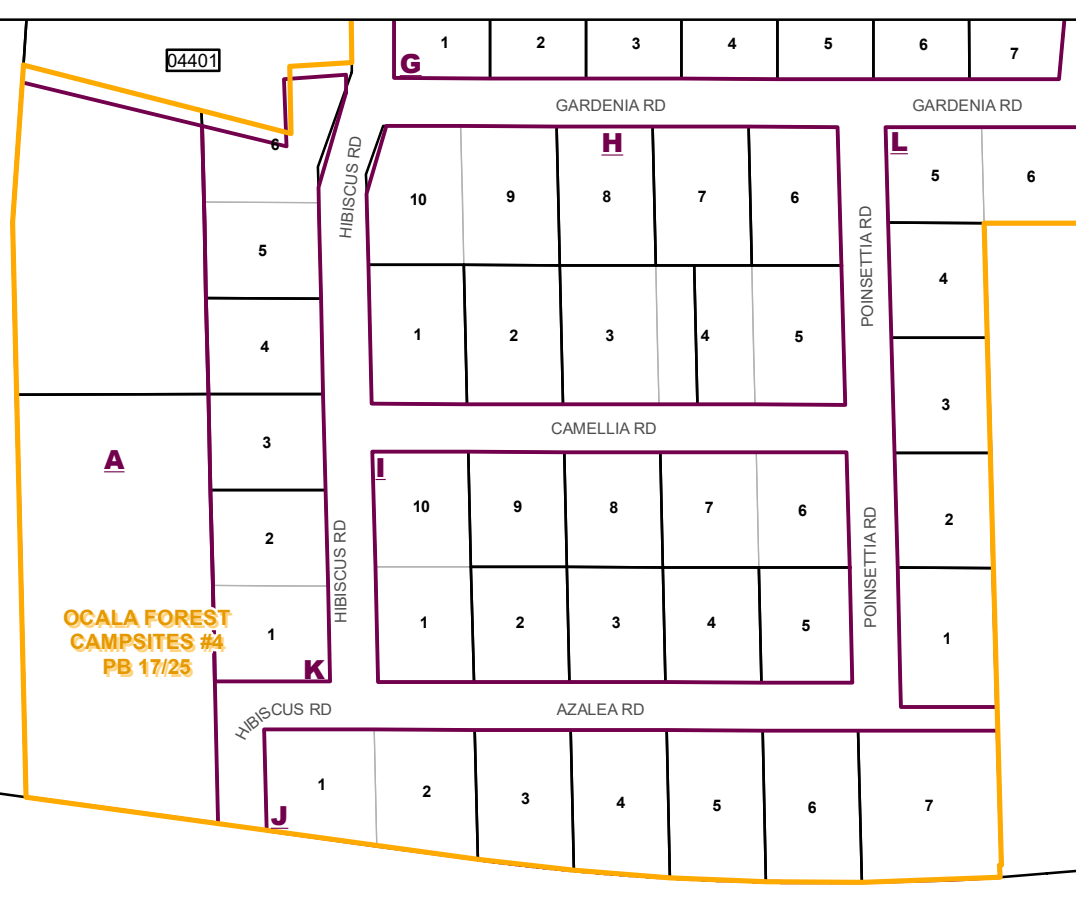 04401
G
1
2
3
4
5
6
7
GARDENIA RD
GARDENIA RD
6
5
4
3
2
1
K
HIBISCUS RD
H
10
9
8
7
6
1
2
3
4
5
POINSETTIA RD
L
5
6
4
3
2
1
CAMELLIA RD
A
I
10
9
8
7
6
1
2
3
4
5
HIBISCUS RD
POINSETTIA RD
OCALA FOREST
CAMPSITES #4
PB 17/25
HIBISCUS RD
AZALEA RD
J
1
2
3
4
5
6
7